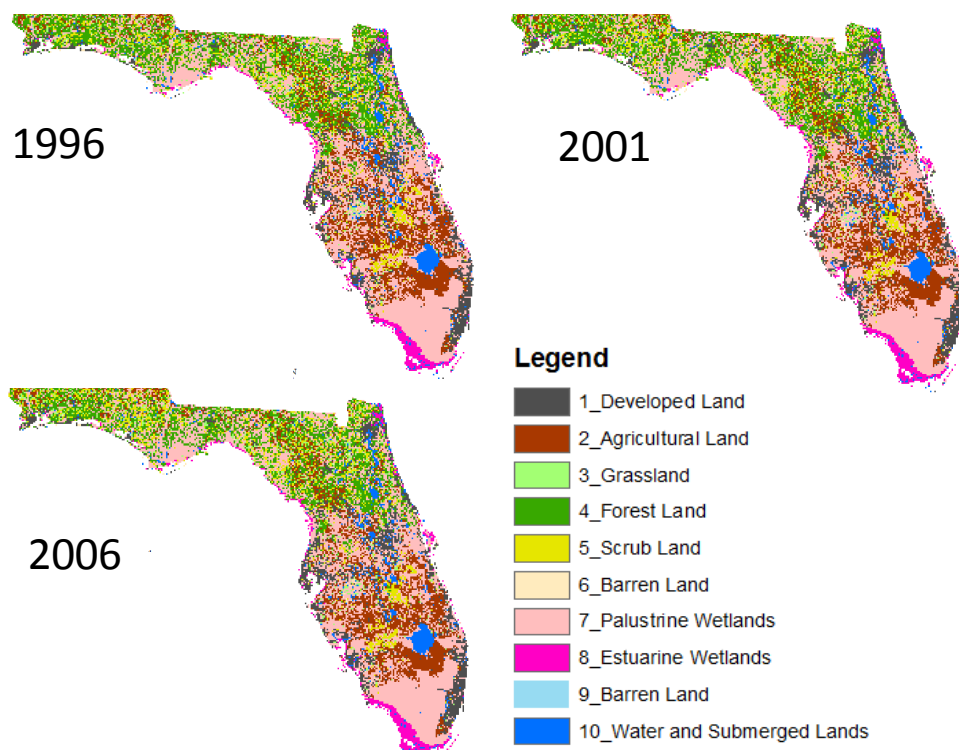 1996
2001
2006
Legend
1_Developed Land
2_Agricultural Land
3_Grassland
4_Forest Land
5_Scrub Land
6_Barren Land
7_Palustrine Wetlands
8_Estuarine Wetlands
9_Barren Land
10_Water and Submerged Lands